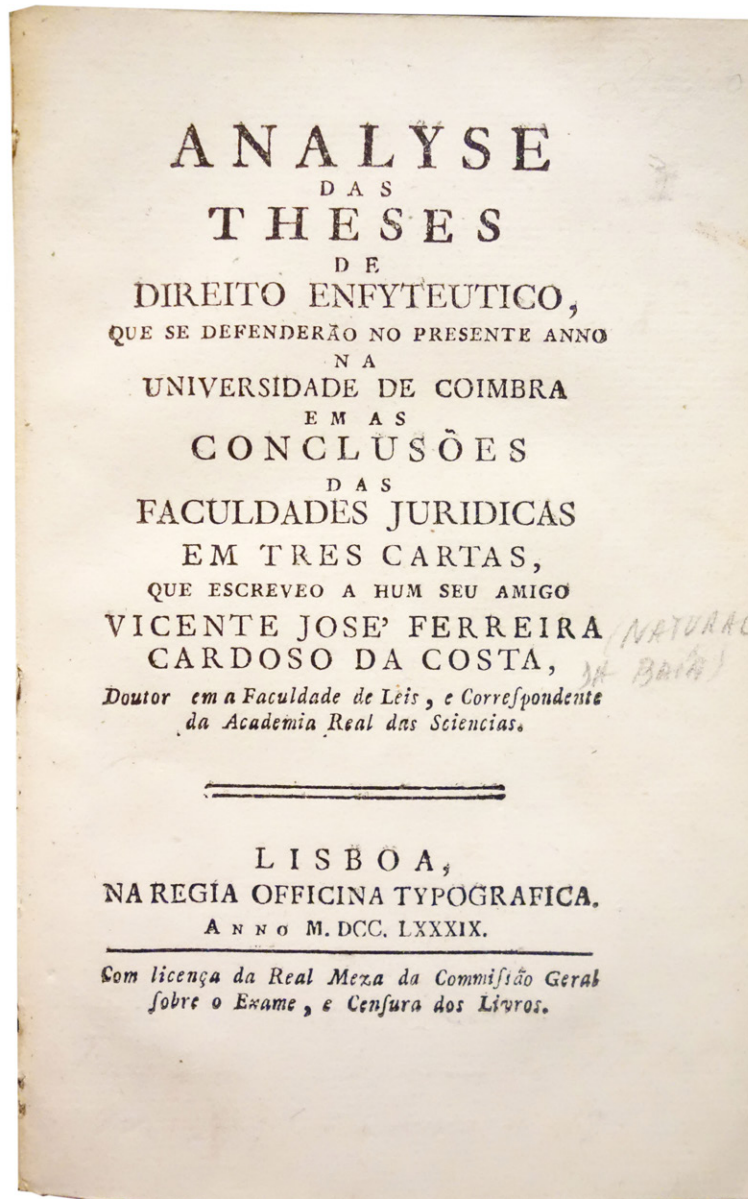 ANALYSE
DAS
THESES
DE
DIREITO ENFYTEUTICO,
QUE SE DEFENDERÃO NO PRESENTE ANNO
NA
UNIVERSIDADE DE COIMBRA
EM AS
CONCLUSÕES
DAS
FACULDADES JURIDICAS
EM TRES CARTAS,
QUE ESCREVEO A HUM SEU AMIGO
VICENTE JOSE' FERREIRA
CARDOSO DA COSTA,
(NATURAL
DA BAÍA)
Doutor em a Faculdade de Leis, e Correſpondente
da Academia Real das Sciencias.
LISBOA,
NA REGIA OFFICINA TYPOGRAFICA.
ANNO M. DCC. LXXXIX.
Com licença da Real Meza da Commiſſão Geral
ſobre o Exame, e Cenſura dos Livros.